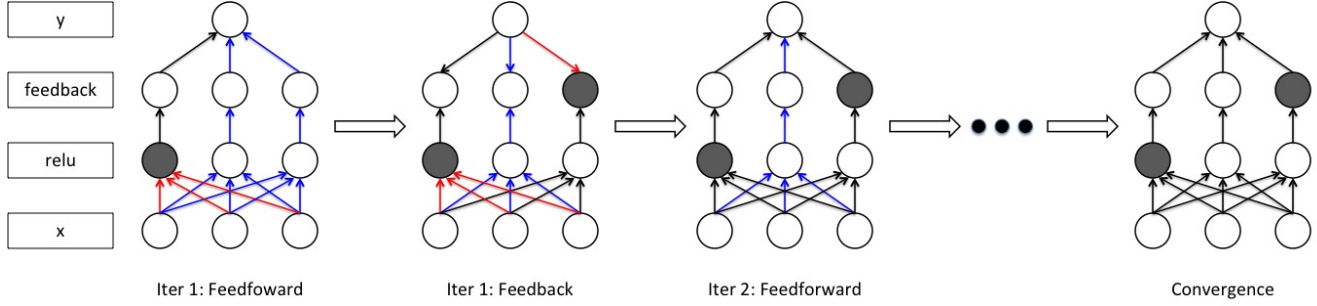 y
feedback
relu
x
Iter 1: Feedfoward
Iter 1: Feedback
Iter 2: Feedforward
Convergence